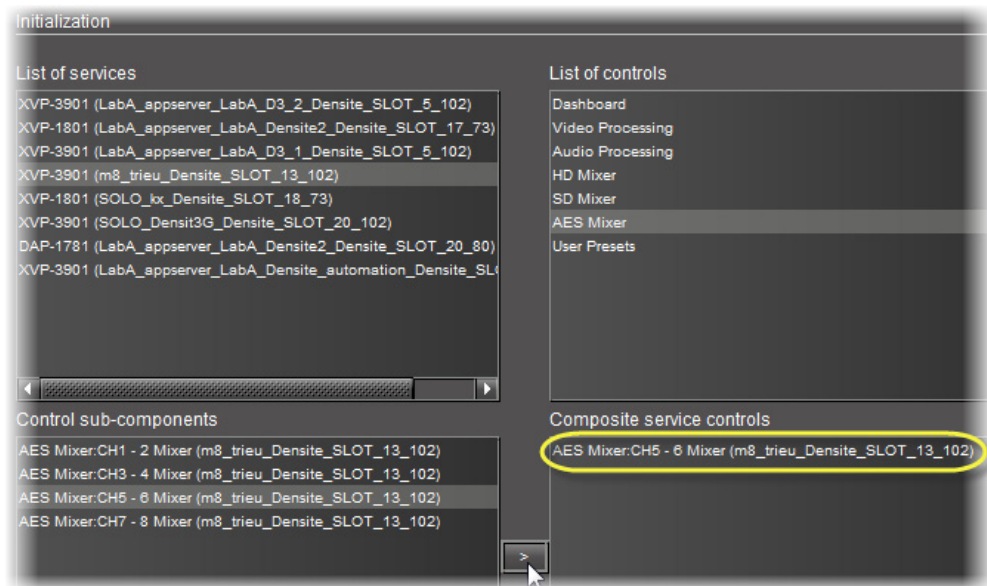 Initialization
List of services
XVP-3901 (LabA_appserver_LabA_D3_2_Densite_SLOT_5_102)
XVP-1801 (LabA_appserver_LabA_Densite2_Densite_SLOT_17_73)
XVP-3901 (LabA_appserver_LabA_D3_1_Densite_SLOT_5_102)
XVP-3901 (m8_trieu_Densite_SLOT_13_102)
XVP-1801 (SOLO_kx_Densite_SLOT_18_73)
XVP-3901 (SOLO_Densit3G_Densite_SLOT_20_102)
DAP-1781 (LabA_appserver_LabA_Densite2_Densite_SLOT_20_80)
XVP-3901 (LabA_appserver_LabA_Densite_automation_Densite_SL
List of controls
Dashboard
Video Processing
Audio Processing
HD Mixer
SD Mixer
AES Mixer
User Presets
Control sub-components
AES Mixer:CH1 - 2 Mixer (m8_trieu_Densite_SLOT_13_102)
AES Mixer:CH3 - 4 Mixer (m8_trieu_Densite_SLOT_13_102)
AES Mixer:CH5 - 6 Mixer (m8_trieu_Densite_SLOT_13_102)
AES Mixer:CH7 - 8 Mixer (m8_trieu_Densite_SLOT_13_102)
>
Composite service controls
AES Mixer:CH5 - 6 Mixer (m8_trieu_Densite_SLOT_13_102)